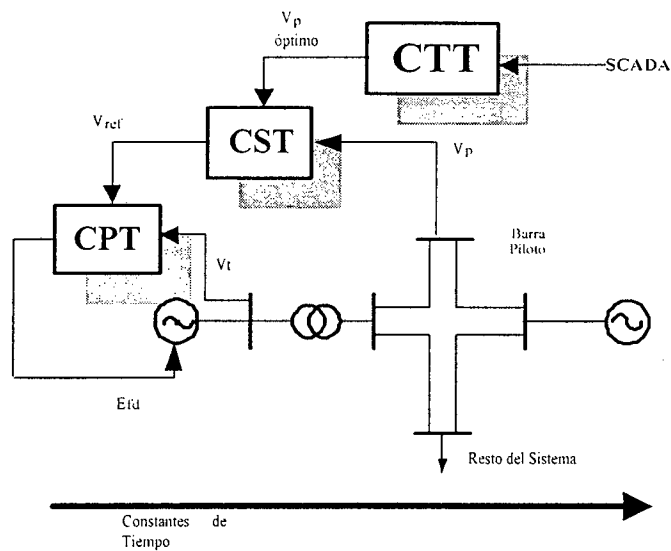 Vp
óptimo
CTT
SCADA
Vref
CST
Vp
CPT
Vt
Barra
Piloto
Efd
Resto del Sistema
Constantes de
Tiempo